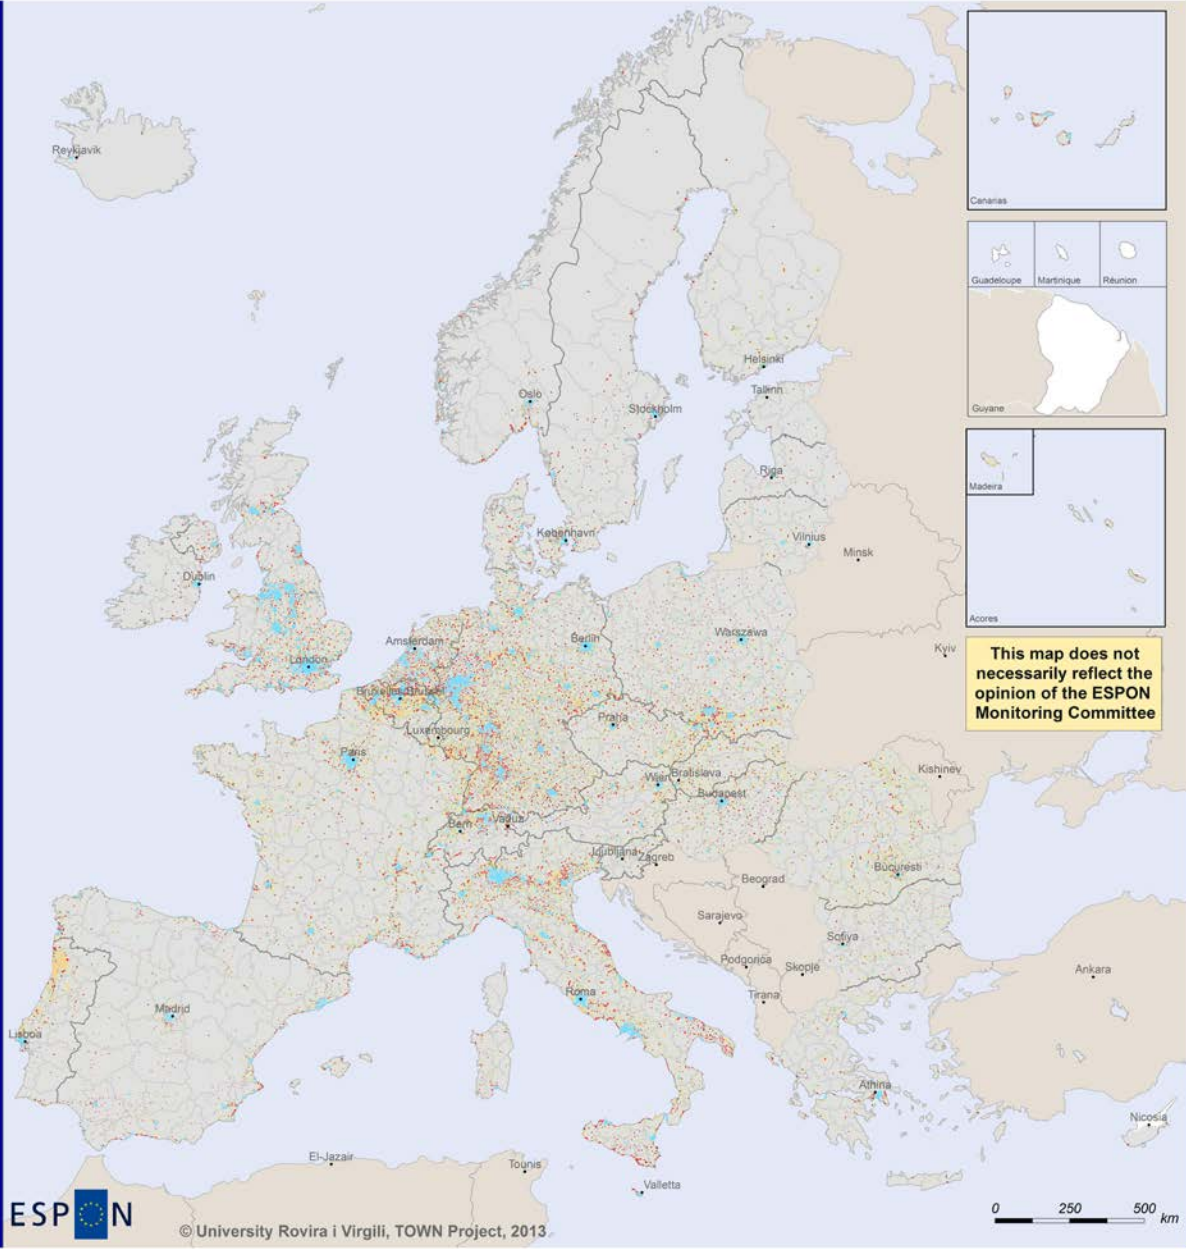 Reykjavik
Canarias
Guadeloupe
Martinique
Réunion
Guyane
Helsinki
Tallinn
Oslo
Stockholm
Riga
Madeira
København
Vilnius
Minsk
Dublin
Acores
Amsterdam
Berlin
Warszawa
Kyiv
London
This map does not
necessarily reflect the
opinion of the ESPON
Monitoring Committee
Bruxelles/Brussel
Praha
Luxembourg
Paris
Wien
Bratislava
Kishinev
Budapest
Bern
Vaduz
Ljubljana
Zagreb
Bucuresti
Beograd
Sarajevo
Sofiya
Podgorica
Skopje
Ankara
Roma
Tirana
Madrid
Lisboa
Athina
Nicosia
El-Jazair
Tounis
Valletta
ESPON
© University Rovira i Virgili, TOWN Project, 2013
0 250 500
km